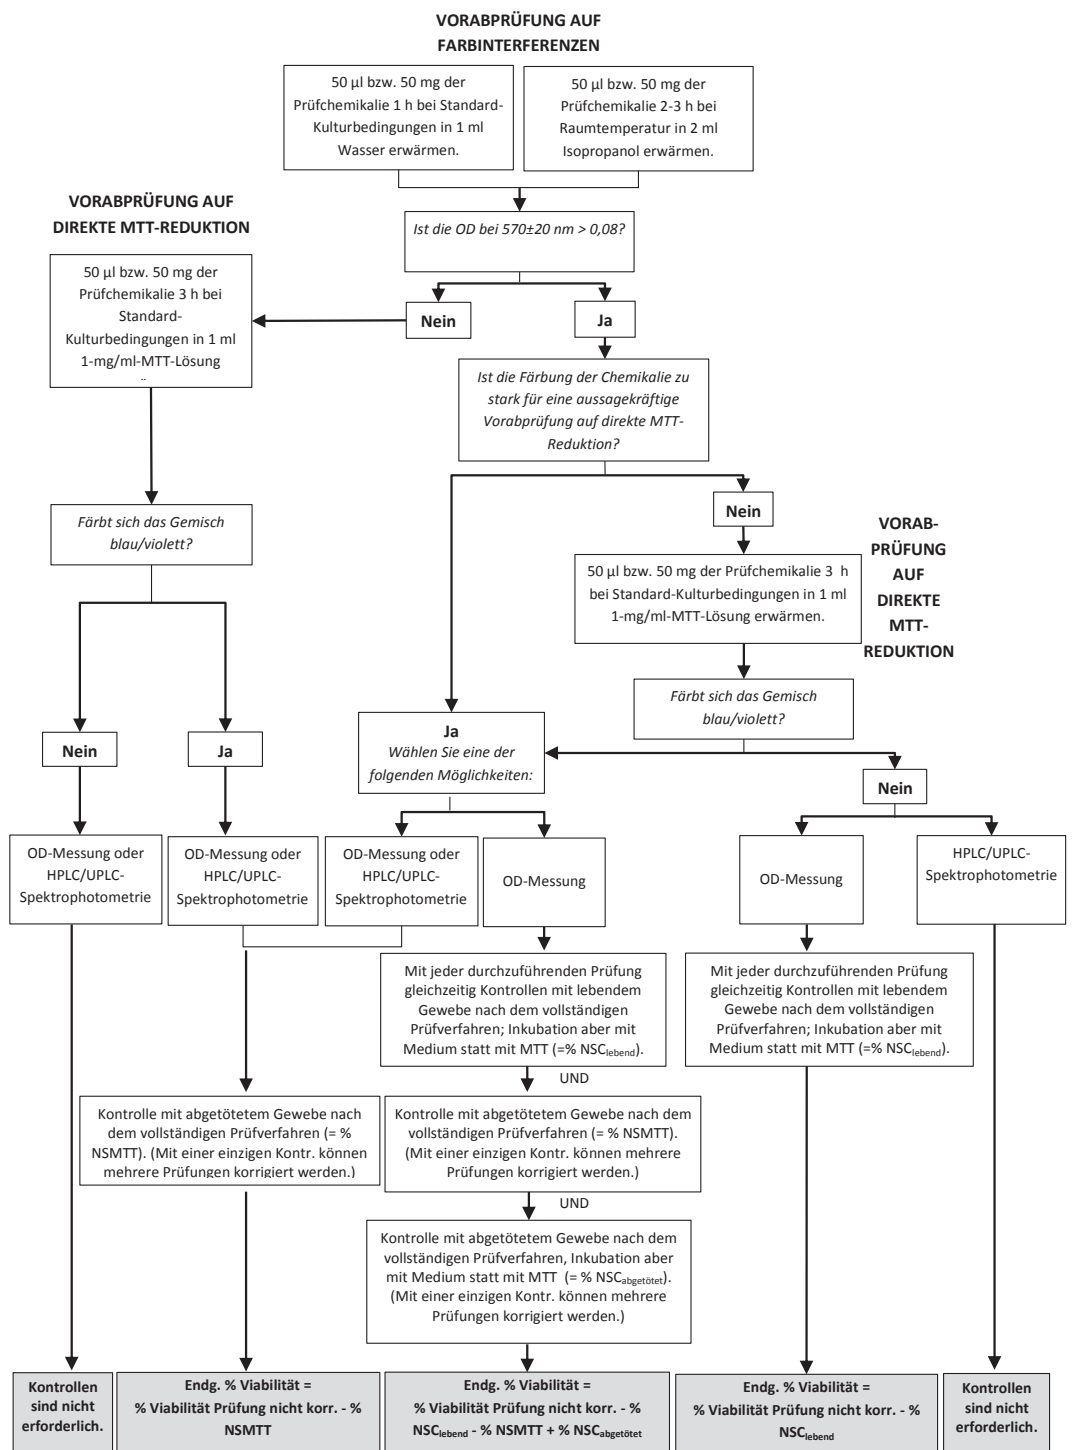 VORABPRÜFUNG AUF
FARBINTERFERENZEN
50 µl bzw. 50 mg der
Prüfchemikalie 1 h bei Standard-
Kulturbedingungen in 1 ml
Wasser erwärmen.
50 µl bzw. 50 mg der
Prüfchemikalie 2-3 h bei
Raumtemperatur in 2 ml
Isopropanol erwärmen.
VORABPRÜFUNG AUF
DIREKTE MTT-REDUKTION
Ist die OD bei 570±20 nm > 0,08?
50 µl bzw. 50 mg der
Prüfchemikalie 3 h bei
Standard-
Kulturbedingungen in 1 ml
1-mg/ml-MTT-Lösung
Nein
Ja
Ist die Färbung der Chemikalie zu
stark für eine aussagekräftige
Vorabprüfung auf direkte MTT-
Reduktion?
Nein
Färbt sich das Gemisch
blau/violett?
VORAB-
PRÜFUNG
AUF
DIREKTE
MTT-
REDUKTION
50 µl bzw. 50 mg der Prüfchemikalie 3 h
bei Standard-Kulturbedingungen in 1 ml
1-mg/ml-MTT-Lösung erwärmen.
Färbt sich das Gemisch
blau/violett?
Nein
Ja
Ja
Wählen Sie eine der
folgenden Möglichkeiten:
Nein
OD-Messung oder
HPLC/UPLC-
Spektrophotometrie
OD-Messung oder
HPLC/UPLC-
Spektrophotometrie
OD-Messung oder
HPLC/UPLC-
Spektrophotometrie
OD-Messung
OD-Messung
HPLC/UPLC-
Spektrophotometrie
Mit jeder durchzuführenden Prüfung
gleichzeitig Kontrollen mit lebendem
Gewebe nach dem vollständigen
Prüfverfahren; Inkubation aber mit
Medium statt mit MTT (=% NSClebend).
Mit jeder durchzuführenden Prüfung
gleichzeitig Kontrollen mit lebendem
Gewebe nach dem vollständigen
Prüfverfahren; Inkubation aber mit
Medium statt mit MTT (=% NSClebend).
UND
Kontrolle mit abgetötetem Gewebe nach
dem vollständigen Prüfverfahren (= %
NSMTT). (Mit einer einzigen Kontr. können
mehrere Prüfungen korrigiert werden.)
Kontrolle mit abgetötetem Gewebe nach dem
vollständigen Prüfverfahren (= % NSMTT).
(Mit einer einzigen Kontr. können mehrere
Prüfungen korrigiert werden.)
UND
Kontrolle mit abgetötetem Gewebe nach dem
vollständigen Prüfverfahren, Inkubation aber
mit Medium statt mit MTT (= % NSCabgetötet).
(Mit einer einzigen Kontr. können mehrere
Prüfungen korrigiert werden.)
Kontrollen
sind nicht
erforderlich.
Endg. % Viabilität =
% Viabilität Prüfung nicht korr. - %
NSMTT
Endg. % Viabilität =
% Viabilität Prüfung nicht korr. - %
NSClebend - % NSMTT + % NSCabgetötet
Endg. % Viabilität =
% Viabilität Prüfung nicht korr. - %
NSClebend
Kontrollen
sind nicht
erforderlich.